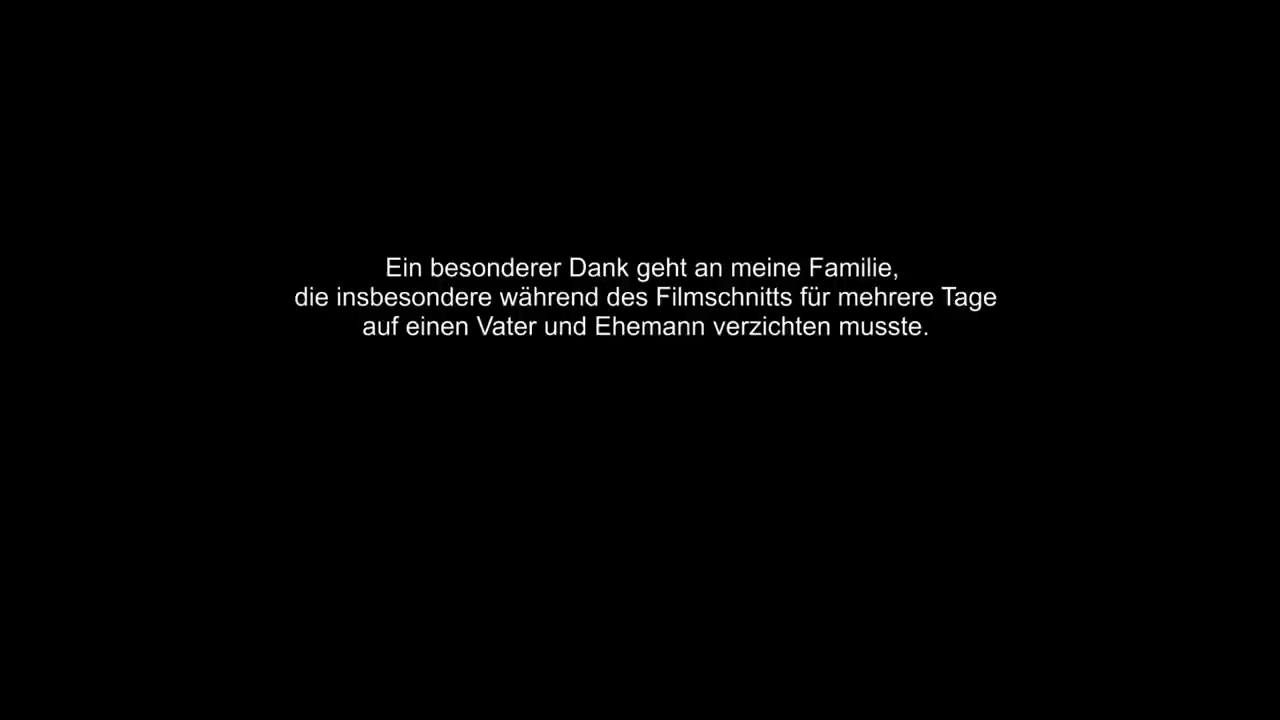 Ein besonderer Dank geht an meine Familie,
die insbesondere während des Filmschnitts für mehrere Tage
auf einen Vater und Ehemann verzichten musste.